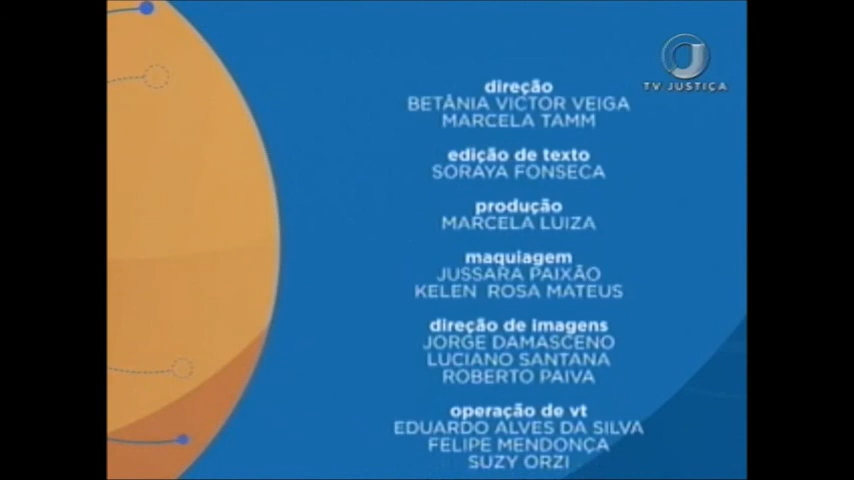 TV JUSTIÇA
direção
BETÂNIA VICTOR VEIGA
MARCELA TAMM
edição de texto
SORAYA FONSECA
produção
MARCELA LUIZA
maquiagem
JUSSARA PAIXÃO
KELEN ROSA MATEUS
direção de imagens
JORGE DAMASCENO
LUCIANO SANTANA
ROBERTO PAIVA
operação de vt
EDUARDO ALVES DA SILVA
FELIPE MENDONÇA
SUZY ORZI